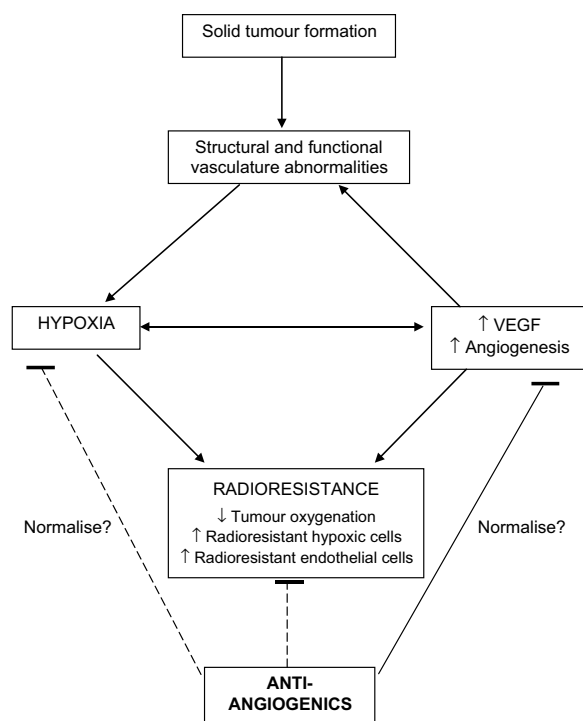 Solid tumour formation
Structural and functional
vasculature abnormalities
HYPOXIA
↑ VEGF
↑ Angiogenesis
RADIORESISTANCE
↓ Tumour oxygenation
↑ Radioresistant hypoxic cells
↑ Radioresistant endothelial cells
Normalise?
Normalise?
ANTI-
ANGIOGENICS